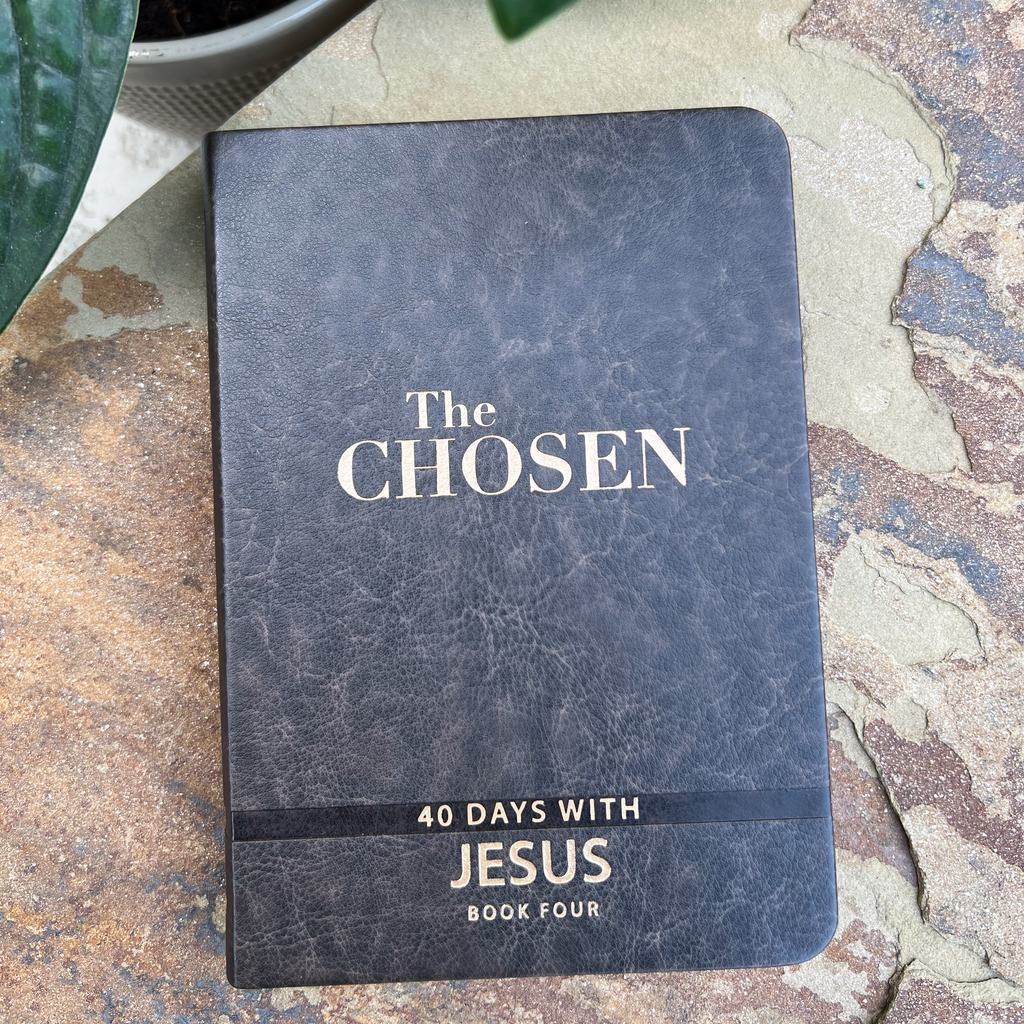 The
CHOSEN
40 DAYS WITH
JESUS
BOOK FOUR